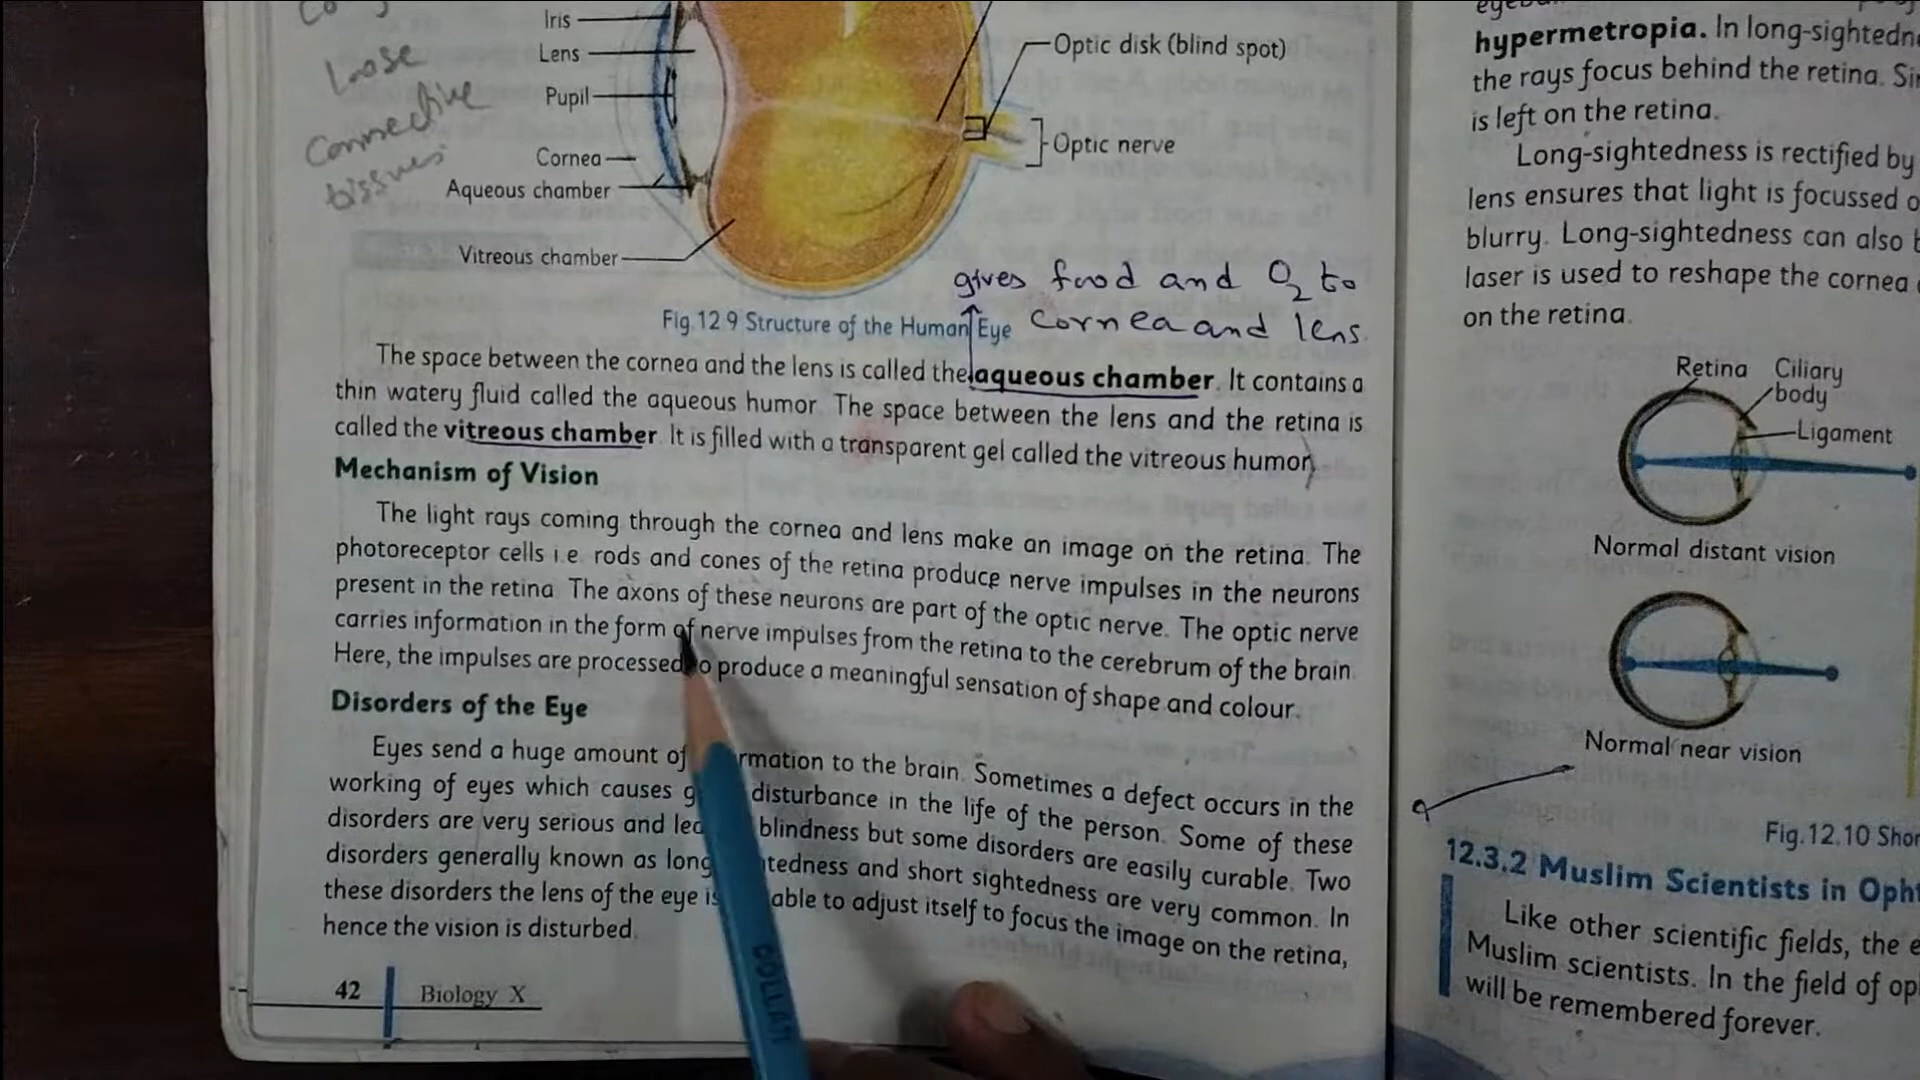 Loose
Connective
tissues
Iris
Lens
Pupil
Cornea
Aqueous chamber
Vitreous chamber
Optic disk (blind spot)
Optic nerve
gives food and O2 to
cornea and lens
Fig.12 9 Structure of the Human Eye
The space between the cornea and the lens is called the aqueous chamber. It contains a
thin watery fluid called the aqueous humor. The space between the lens and the retina is
called the vitreous chamber. It is filled with a transparent gel called the vitreous humor
Mechanism of Vision
The light rays coming through the cornea and lens make an image on the retina. The
photoreceptor cells i.e. rods and cones of the retina produce nerve impulses in the neurons
present in the retina. The axons of these neurons are part of the optic nerve. The optic nerve
carries information in the form of nerve impulses from the retina to the cerebrum of the brain.
Here, the impulses are processed to produce a meaningful sensation of shape and colour.
Disorders of the Eye
Eyes send a huge amount of rmation to the brain. Sometimes a defect occurs in the
working of eyes which causes disturbance in the life of the person. Some of these
disorders are very serious and blindness but some disorders are easily curable. Two
disorders generally known as long tedness and short sightedness are very common. In
these disorders the lens of the eye is able to adjust itself to focus the image on the retina,
hence the vision is disturbed.
42 Biology X
hypermetropia. In long-sightedn
the rays focus behind the retina. Sin
is left on the retina.
Long-sightedness is rectified by
lens ensures that light is focussed o
blurry. Long-sightedness can also b
laser is used to reshape the cornea
on the retina.
Retina
Ciliary
body
Ligament
Normal distant vision
Normal near vision
Fig.12.10 Shor
12.3.2 Muslim Scientists in Oph
Like other scientific fields, the e
Muslim scientists. In the field of op
will be remembered forever.